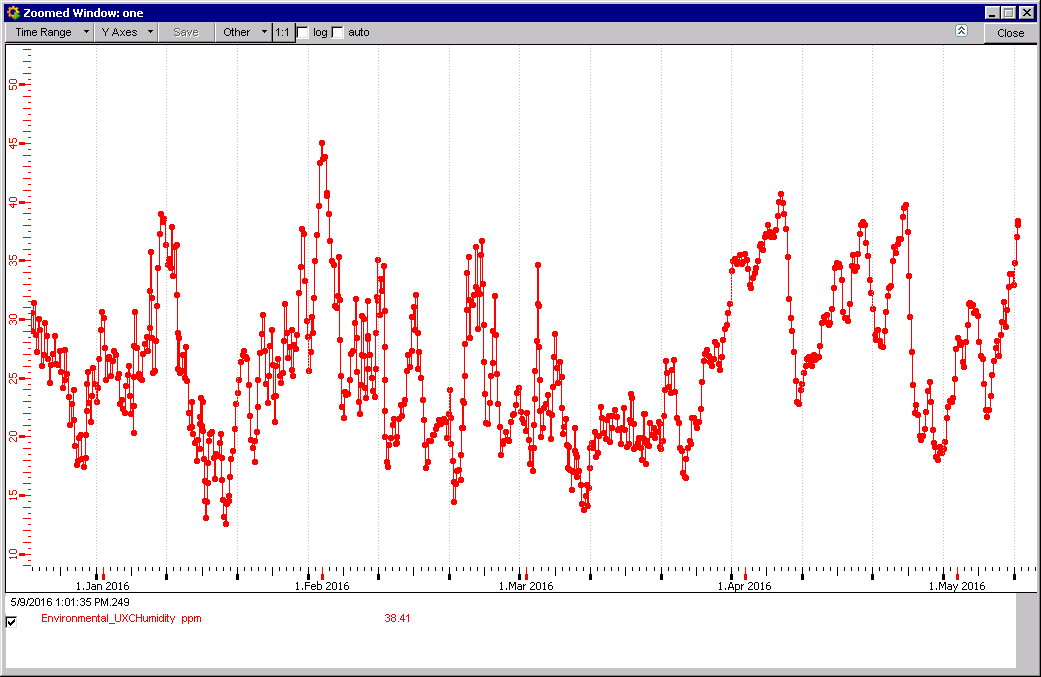 Zoomed Window: one
Time Range Y Axes Save Other 1:1 log auto Close
50
45
40
35
30
25
20
15
10
1.Jan 2016 1.Feb 2016 1.Mar 2016 1.Apr 2016 1.May 2016
5/9/2016 1:01:35 PM.249
Environmental_UXCHumidity ppm 38.41